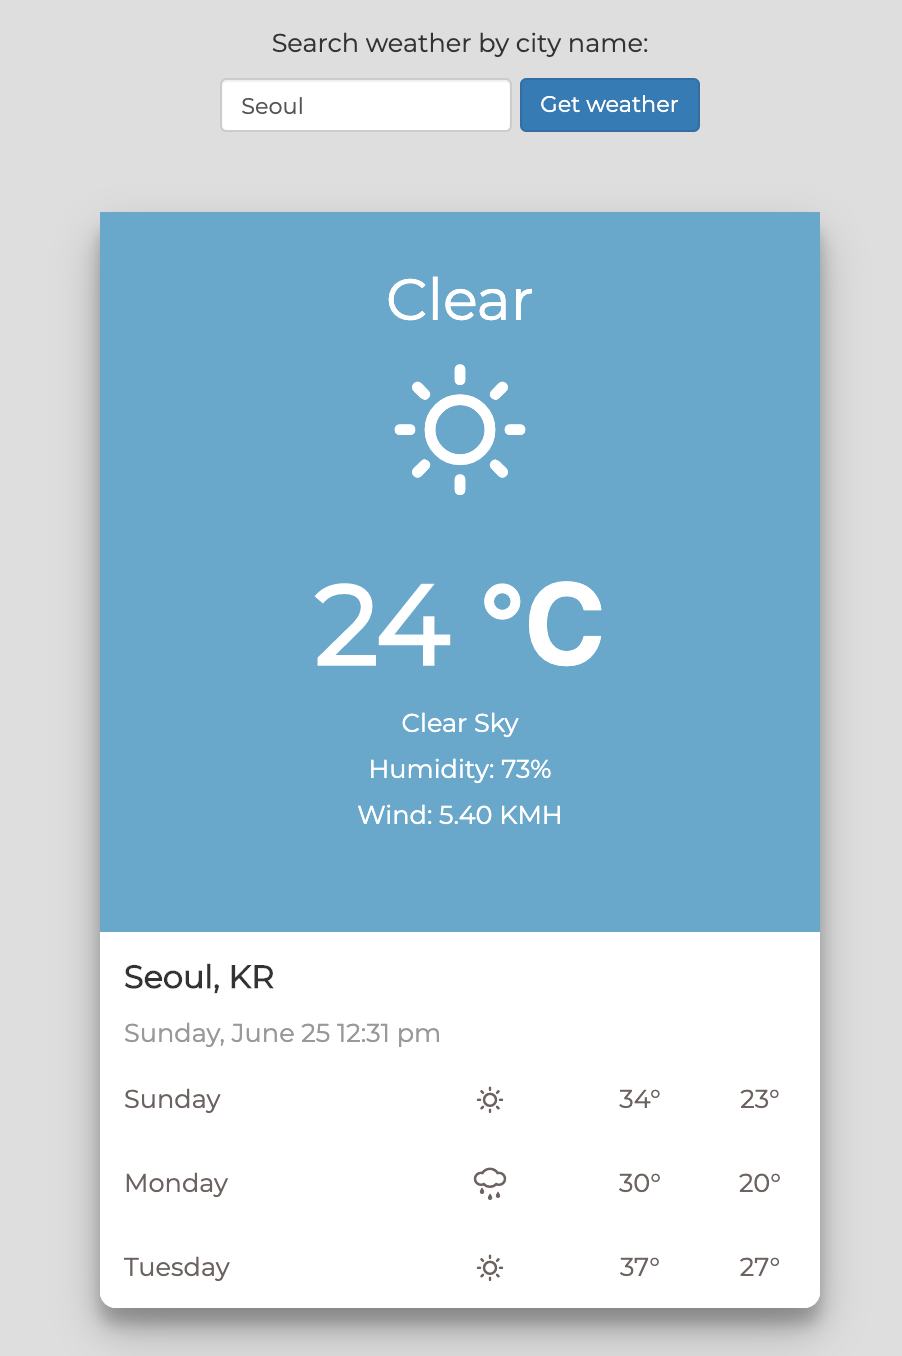 Search weather by city name:
Seoul Get weather
Clear
24 °C
Clear Sky
Humidity: 73%
Wind: 5.40 KMH
Seoul, KR
Sunday, June 25 12:31 pm
Sunday 34° 23°
Monday 30° 20°
Tuesday 37° 27°